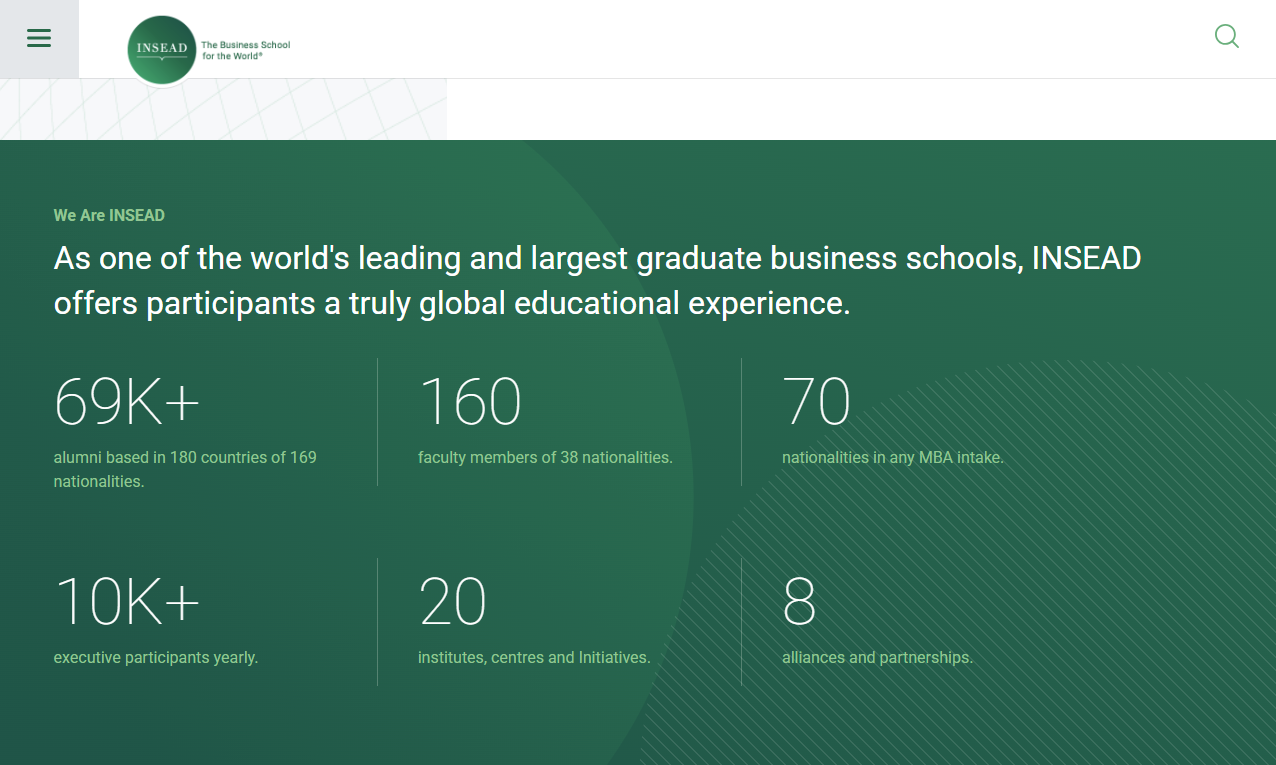 INSEAD
The Business School
for the World®
We Are INSEAD
As one of the world's leading and largest graduate business schools, INSEAD
offers participants a truly global educational experience.
69K+
alumni based in 180 countries of 169
nationalities.
160
faculty members of 38 nationalities.
70
nationalities in any MBA intake.
10K+
executive participants yearly.
20
institutes, centres and Initiatives.
8
alliances and partnerships.